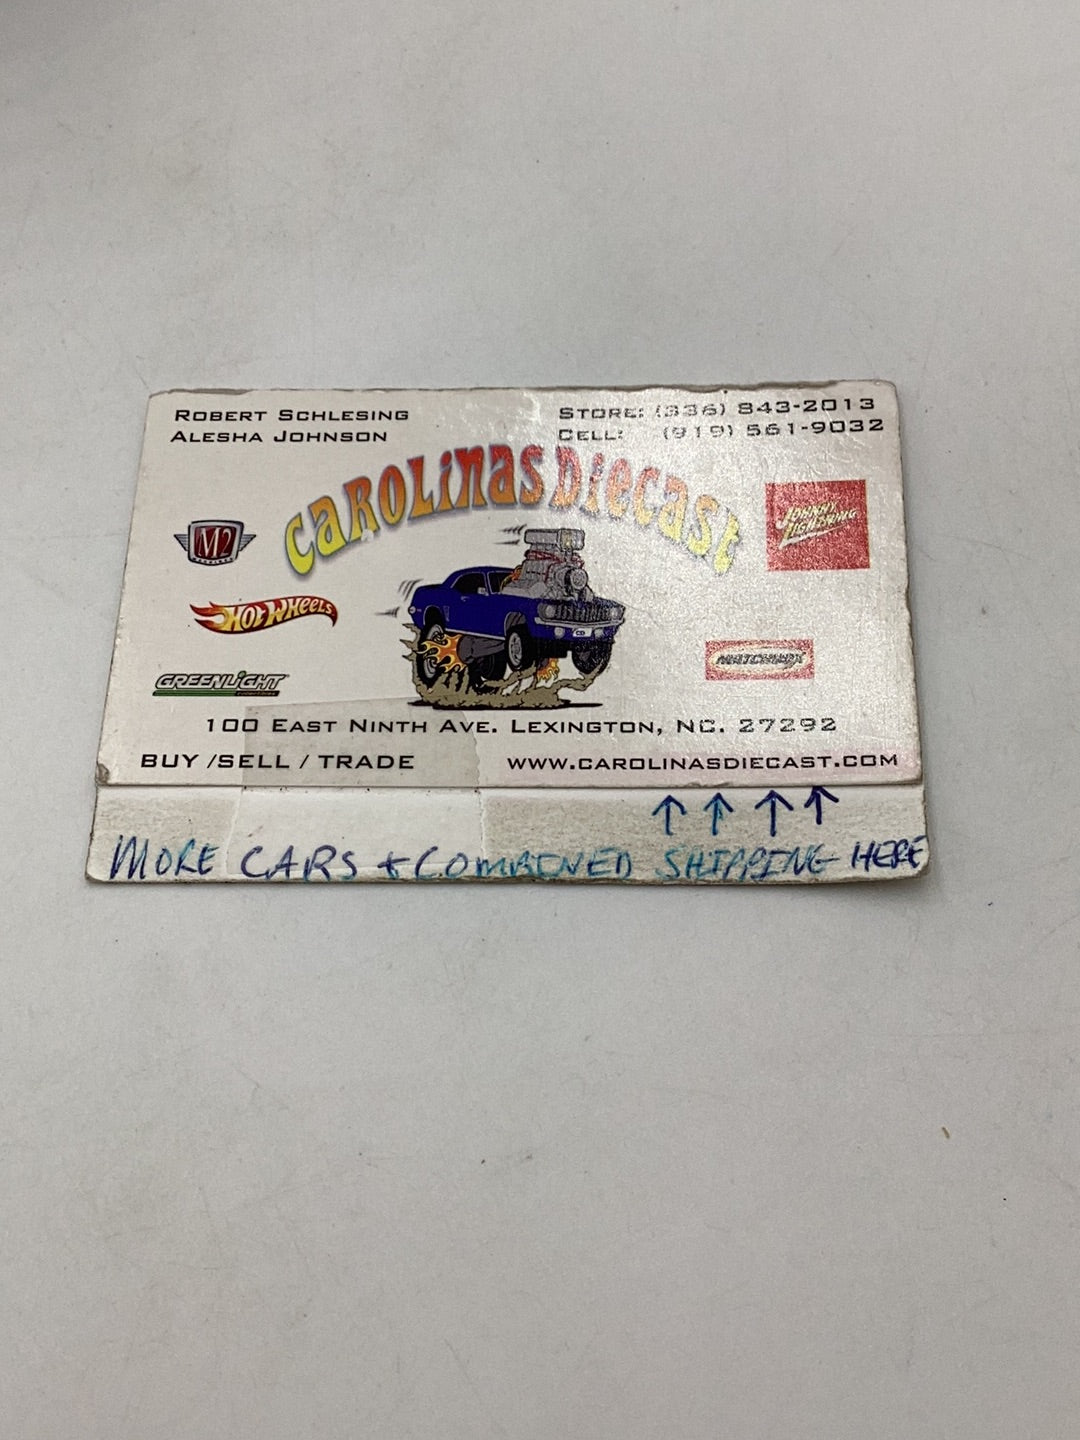 ROBERT SCHLESING
ALESHA JOHNSON
STORE: (336) 843-2013
CELL: (919) 561-9032
CAROLINAS DIECAST
M2
JOHNNY LIGHTNING
HOT WHEELS
MATCHBOX
GREENLIGHT
100 EAST NINTH AVE. LEXINGTON, NC. 27292
BUY /SELL / TRADE
WWW.CAROLINASDIECAST.COM
MORE CARS + COMBINED SHIPPING HERE